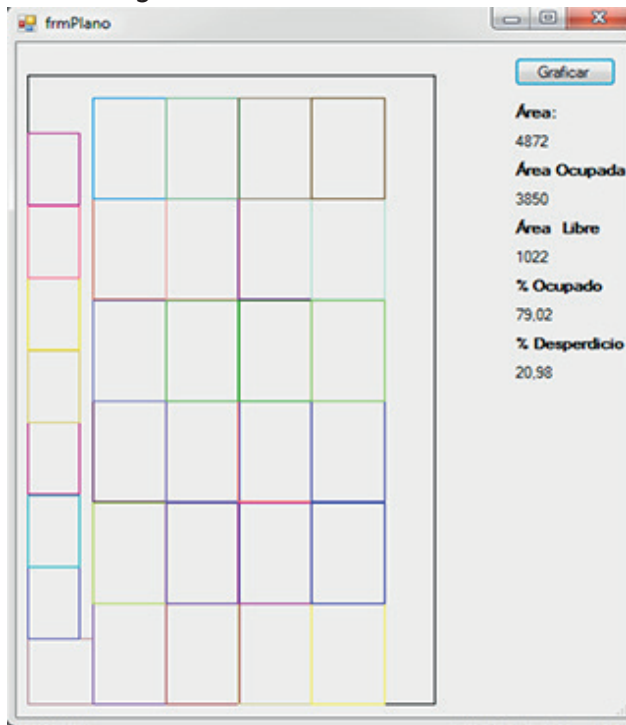 frmPlano
Graficar
Área:
4872
Área Ocupada
3850
Área Libre
1022
% Ocupado
79,02
% Desperdicio
20,98